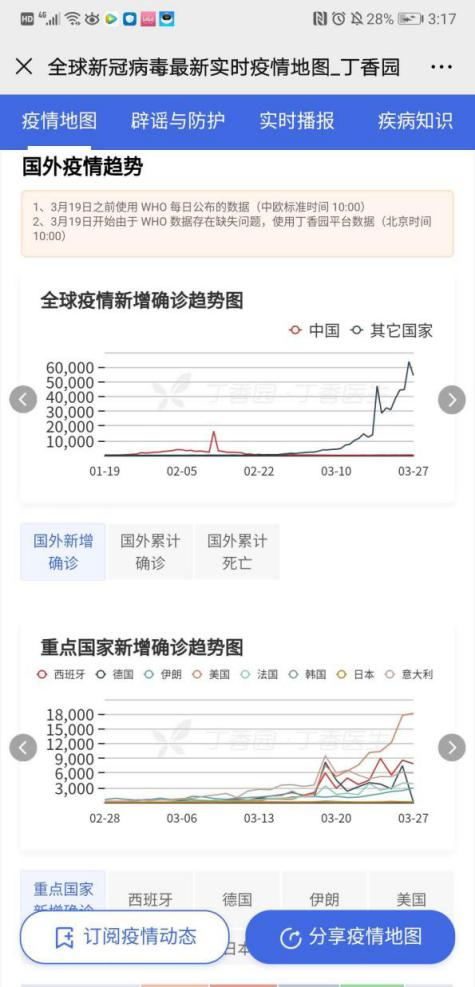 HD 4G 28% 3:17
全球新冠病毒最新实时疫情地图_丁香园
疫情地图 辟谣与防护 实时播报 疾病知识
国外疫情趋势
1、3月19日之前使用 WHO 每日公布的数据（中欧标准时间 10:00）
2、3月19日开始由于 WHO 数据存在缺失问题，使用丁香园平台数据（北京时间
10:00）
全球疫情新增确诊趋势图
中国 其它国家
60,000
50,000
40,000
30,000
20,000
10,000
丁香园·丁香医生
01-19 02-05 02-22 03-10 03-27
国外新增
确诊
国外累计
确诊
国外累计
死亡
重点国家新增确诊趋势图
西班牙 德国 伊朗 美国 法国 韩国 日本 意大利
18,000
15,000
12,000
9,000
6,000
3,000
丁香园·丁香医生
02-28 03-06 03-13 03-20 03-27
重点国家
新增确诊
西班牙 德国 伊朗 美国
日本
订阅疫情动态 分享疫情地图